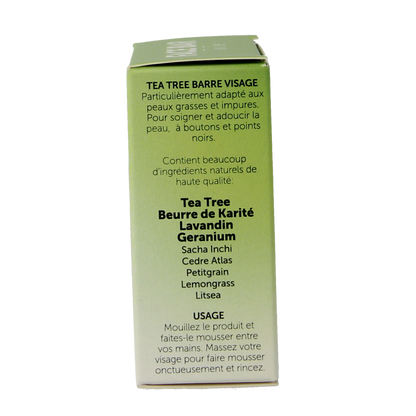 TEA TREE BARRE VISAGE
Particulièrement adapté aux
peaux grasses et impures.
Pour soigner et adoucir la
peau, à boutons et points
noirs.
Contient beaucoup
d'ingrédients naturels de
haute qualité:
Tea Tree
Beurre de Karité
Lavandin
Geranium
Sacha Inchi
Cedre Atlas
Petitgrain
Lemongrass
Litsea
USAGE
Mouillez le produit et
faites-le mousser entre
vos mains. Massez votre
visage pour faire mousser
onctueusement et rincez.